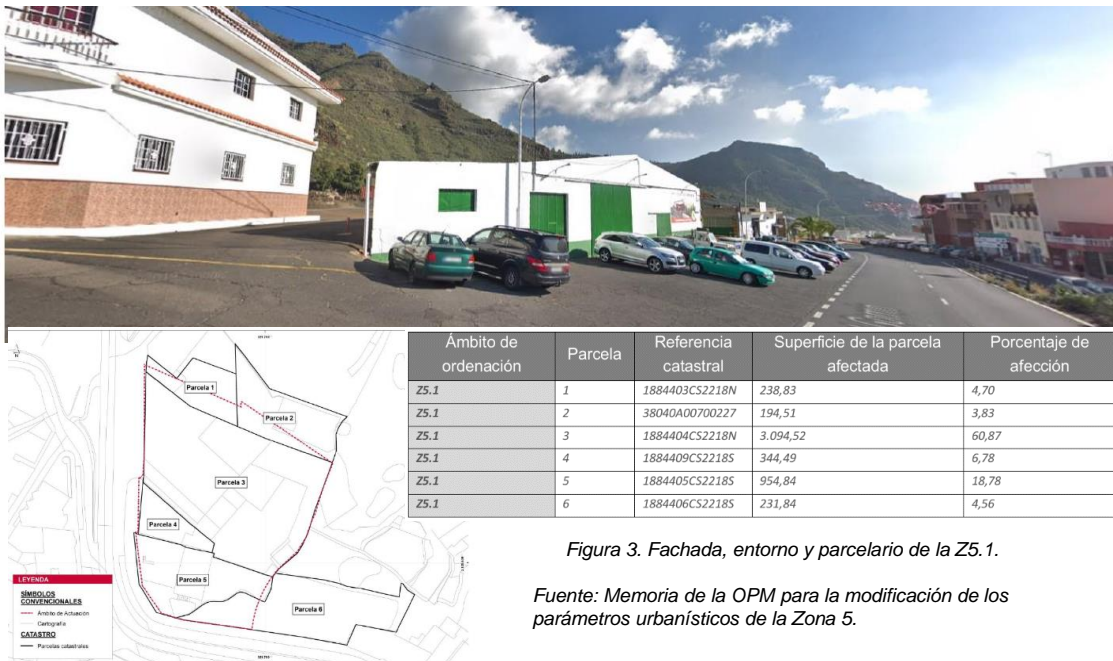 Ámbito de ordenación Parcela Referencia catastral Superficie de la parcela afectada Porcentaje de afección
Z5.1 1 1884403CS2218N 238,83 4,70
Z5.1 2 38040A00700227 194,51 3,83
Z5.1 3 1884404CS2218N 3.094,52 60,87
Z5.1 4 1884409CS2218S 344,49 6,78
Z5.1 5 1884405CS2218S 954,84 18,78
Z5.1 6 1884406CS2218S 231,84 4,56
Parcela 1
Parcela 2
Parcela 3
Parcela 4
Parcela 5
Parcela 6
LEYENDA
SÍMBOLOS
CONVENCIONALES
Ámbito de Actuación
Cartografía
CATASTRO
Parcelas catastrales
Figura 3. Fachada, entorno y parcelario de la Z5.1.
Fuente: Memoria de la OPM para la modificación de los
parámetros urbanísticos de la Zona 5.